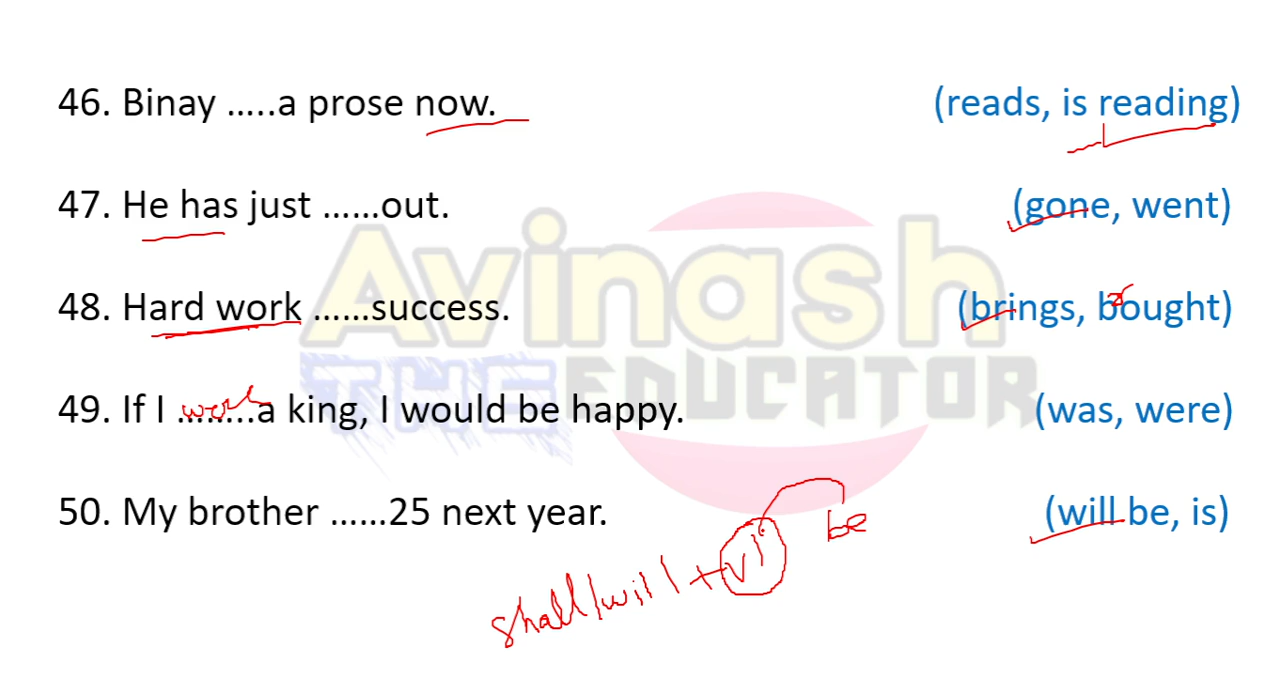 46. Binay .....a prose now. (reads, is reading)
47. He has just ......out. (gone, went)
48. Hard work ......success. (brings, bought)
49. If I were a king, I would be happy. (was, were)
50. My brother ......25 next year. (will be, is)
be
shall/will + V1
Avinash
THE EDUCATOR